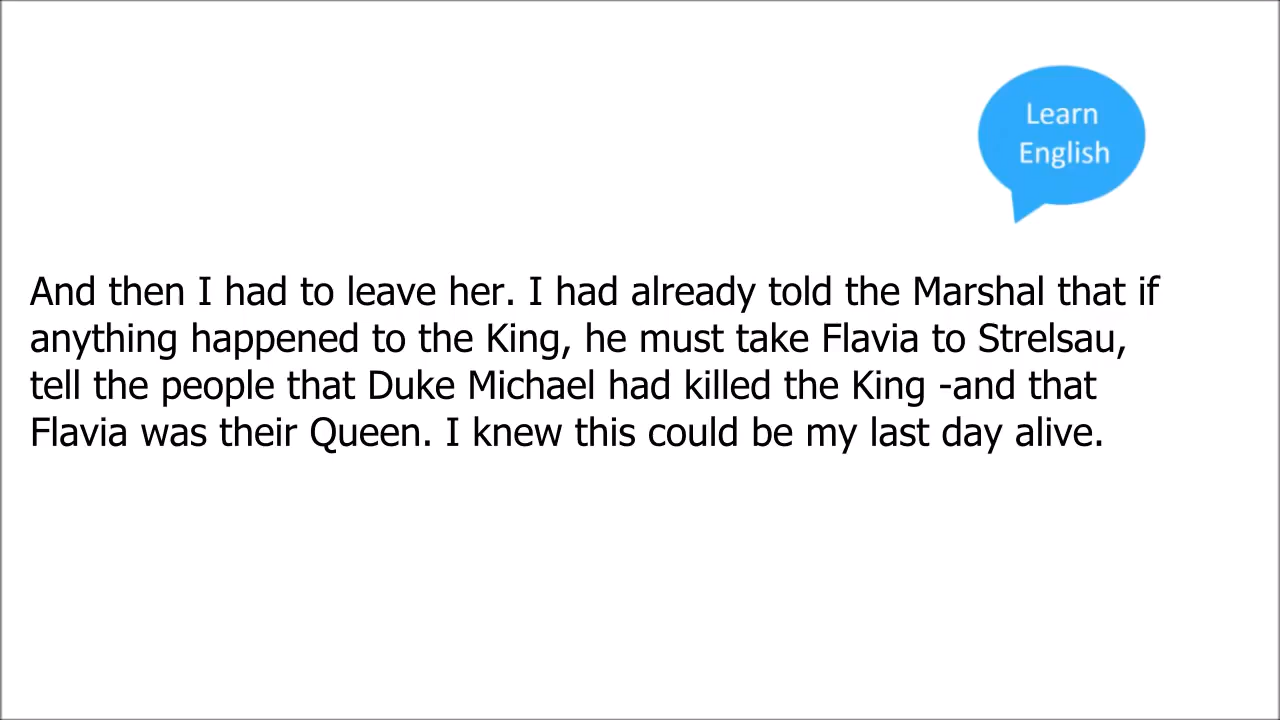 Learn
English
And then I had to leave her. I had already told the Marshal that if
anything happened to the King, he must take Flavia to Strelsau,
tell the people that Duke Michael had killed the King -and that
Flavia was their Queen. I knew this could be my last day alive.